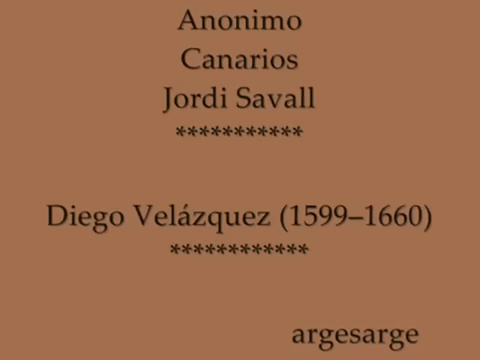 Anonimo
Canarios
Jordi Savall
***********
Diego Velázquez (1599–1660)
************
argesarge